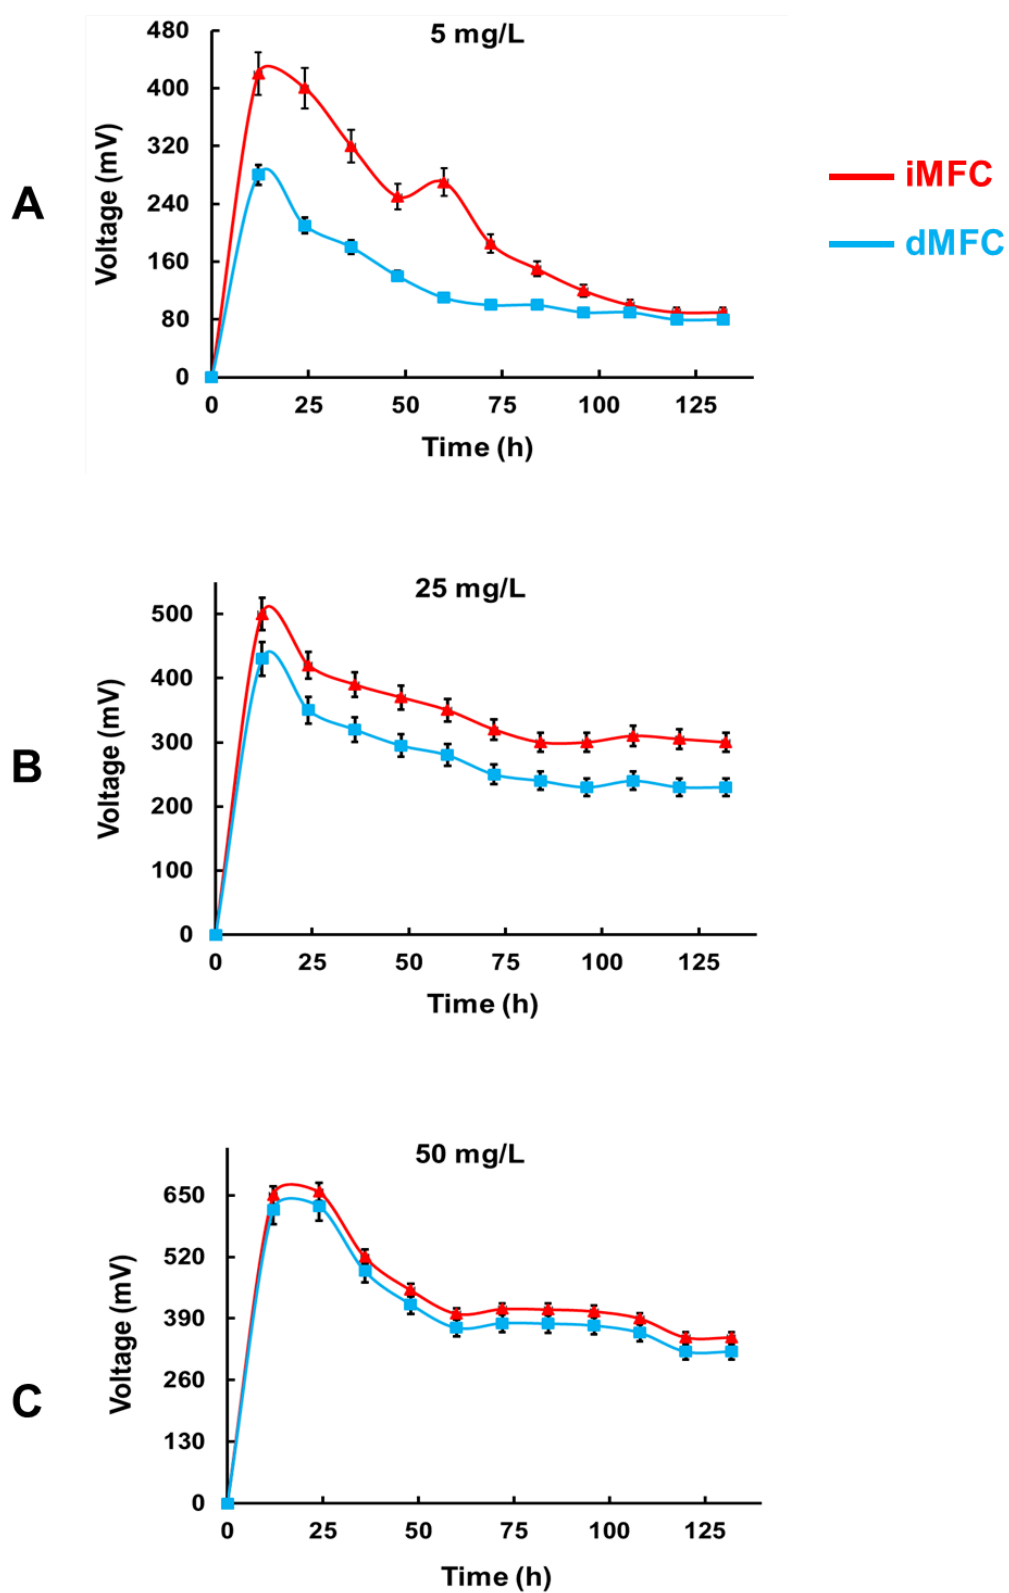 A
5 mg/L
Voltage (mV)
480
400
320
240
160
80
0
0 25 50 75 100 125
Time (h)
iMFC
dMFC
B
25 mg/L
Voltage (mV)
500
400
300
200
100
0
0 25 50 75 100 125
Time (h)
C
50 mg/L
Voltage (mV)
650
520
390
260
130
0
0 25 50 75 100 125
Time (h)